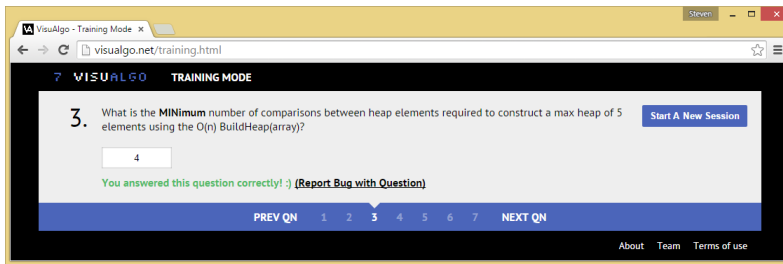 Steven
VisuAlgo - Training Mode
visualgo.net/training.html
7 VISUALGO TRAINING MODE
3. What is the MINimum number of comparisons between heap elements required to construct a max heap of 5
elements using the O(n) BuildHeap(array)?
Start A New Session
4
You answered this question correctly! :) (Report Bug with Question)
PREV QN 1 2 3 4 5 6 7 NEXT QN
About Team Terms of use